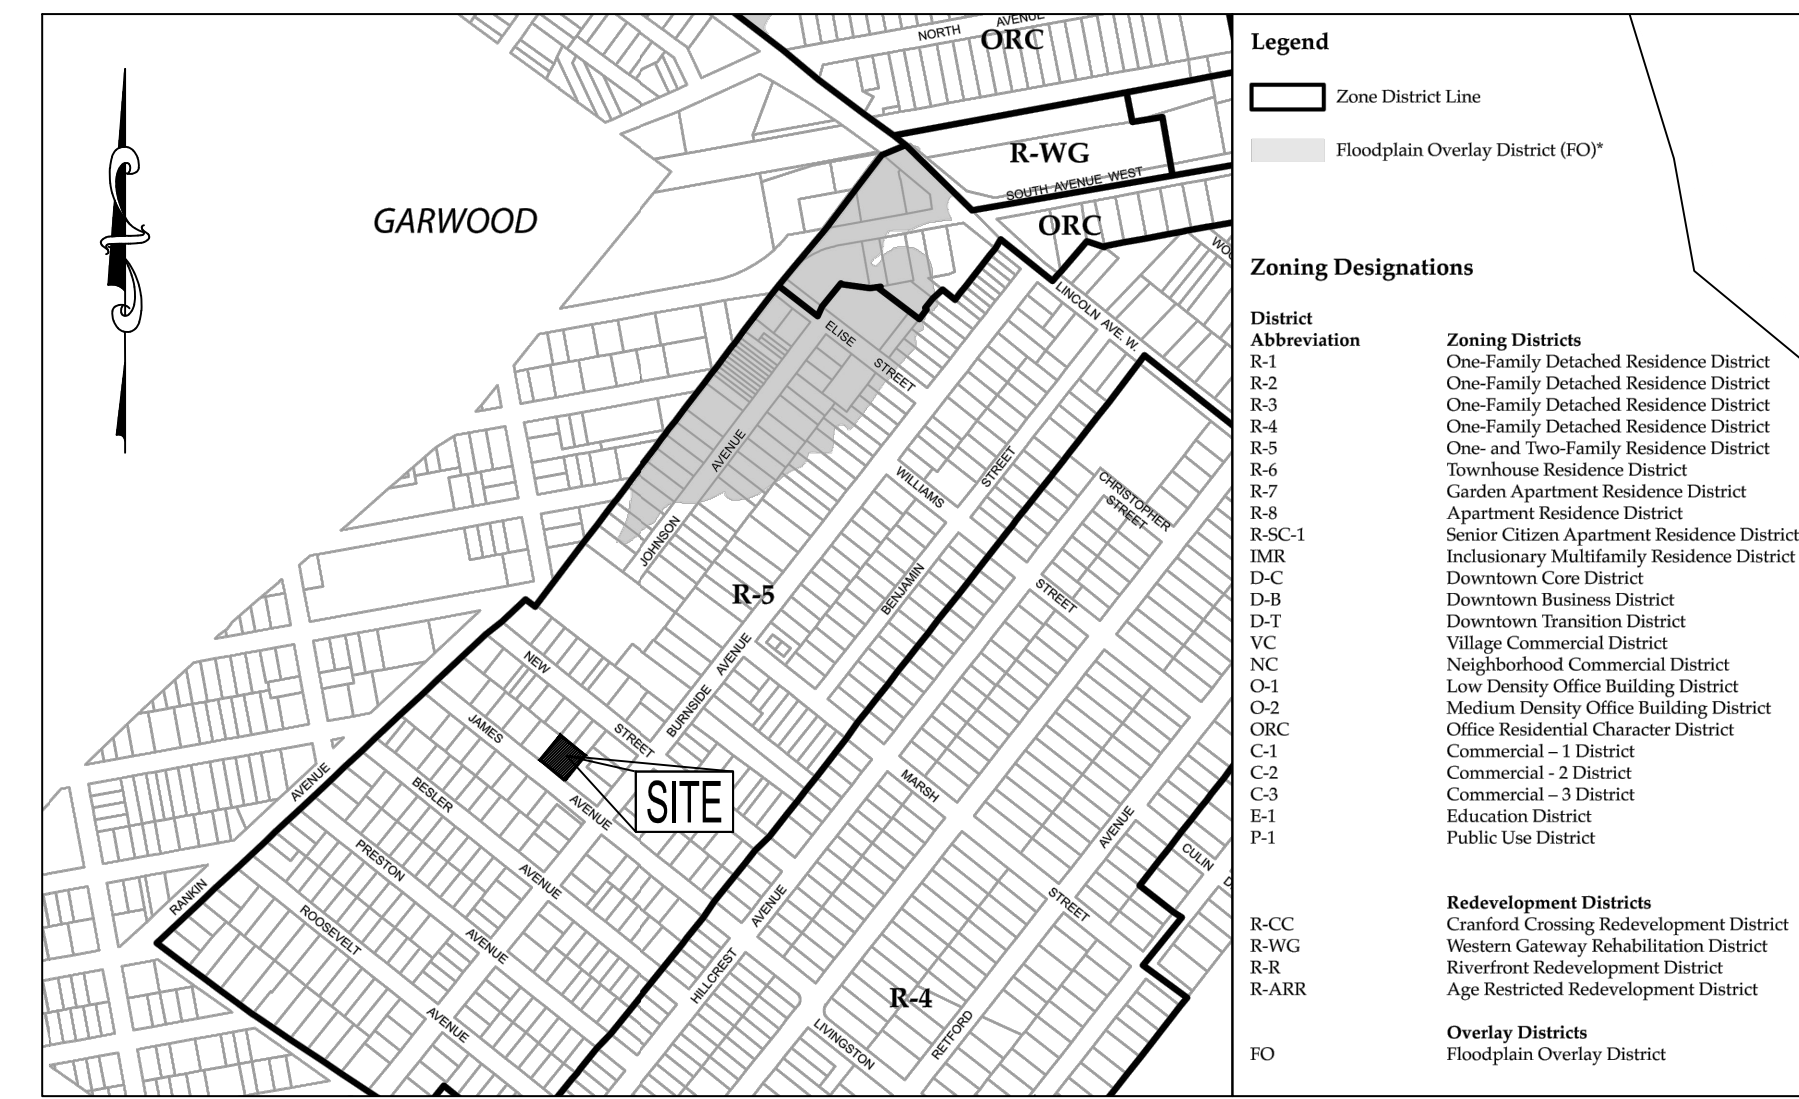 NORTH AVENUE
ORC
R-WG
SOUTH AVENUE WEST
ORC
GARWOOD
LINCOLN AVE. W.
ELISE STREET
AVENUE
JOHNSON
WILLIAMS
STREET
CHRISTOPHER
STREET
R-5
BENJAMIN
STREET
NEW
STREET
BURNSIDE AVENUE
JAMES
AVENUE
SITE
AVENUE
BESLER
AVENUE
MARSH
AVENUE
CULIN
PRESTON
AVENUE
RANKIN
AVENUE
STREET
ROOSEVELT
AVENUE
HILLCREST
R-4
LIVINGSTON
RETFORD
Legend
Zone District Line
Floodplain Overlay District (FO)*
Zoning Designations
District
Abbreviation Zoning Districts
R-1 One-Family Detached Residence District
R-2 One-Family Detached Residence District
R-3 One-Family Detached Residence District
R-4 One-Family Detached Residence District
R-5 One- and Two-Family Residence District
R-6 Townhouse Residence District
R-7 Garden Apartment Residence District
R-8 Apartment Residence District
R-SC-1 Senior Citizen Apartment Residence District
IMR Inclusionary Multifamily Residence District
D-C Downtown Core District
D-B Downtown Business District
D-T Downtown Transition District
VC Village Commercial District
NC Neighborhood Commercial District
O-1 Low Density Office Building District
O-2 Medium Density Office Building District
ORC Office Residential Character District
C-1 Commercial – 1 District
C-2 Commercial - 2 District
C-3 Commercial – 3 District
E-1 Education District
P-1 Public Use District
Redevelopment Districts
R-CC Cranford Crossing Redevelopment District
R-WG Western Gateway Rehabilitation District
R-R Riverfront Redevelopment District
R-ARR Age Restricted Redevelopment District
Overlay Districts
FO Floodplain Overlay District